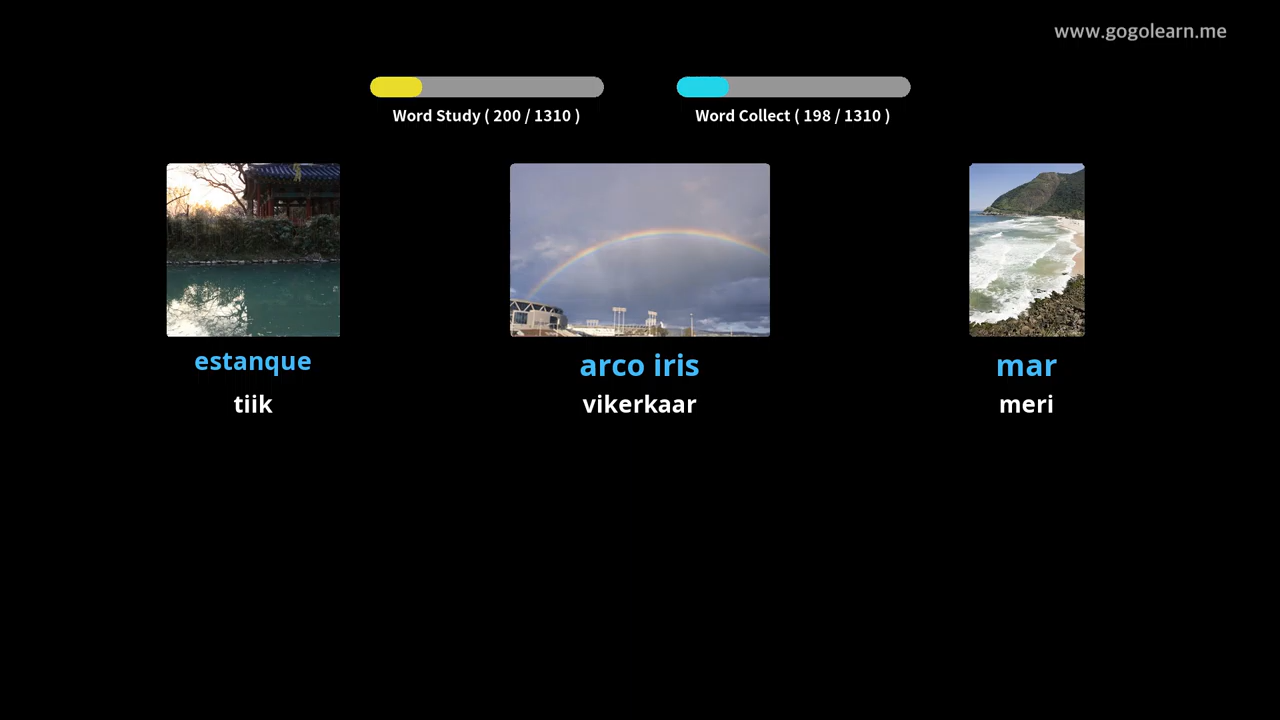 www.gogolearn.me
Word Study ( 200 / 1310 )
Word Collect ( 198 / 1310 )
estanque
arco iris
mar
tiik
vikerkaar
meri